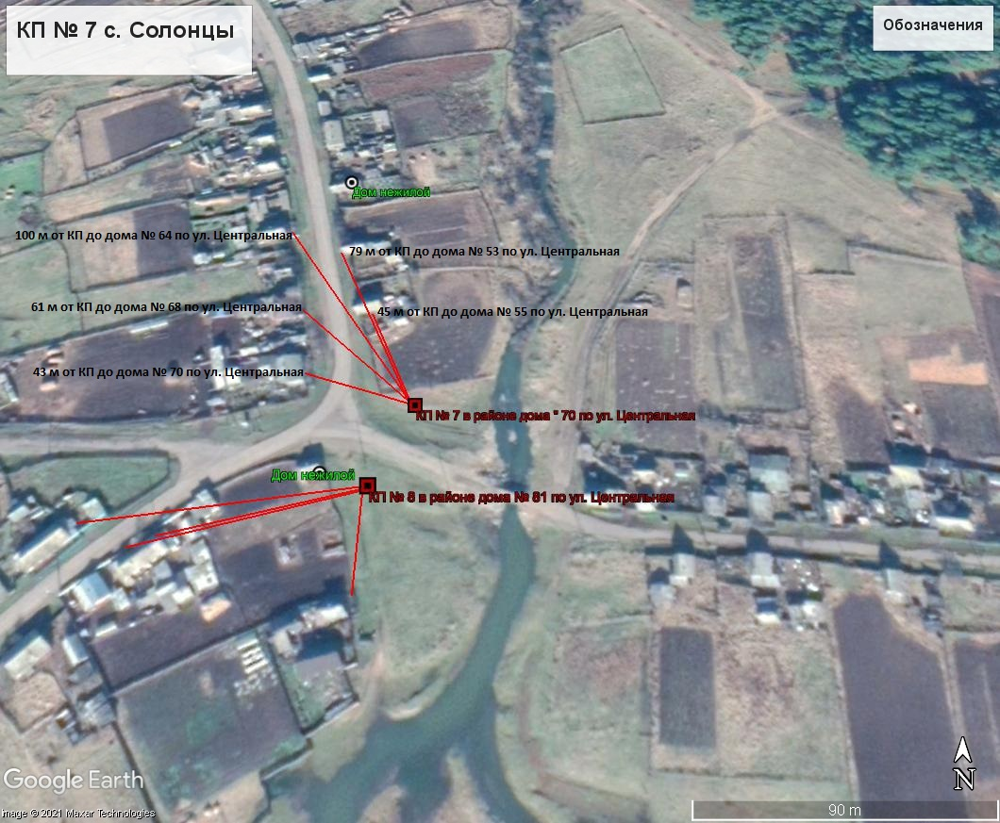 КП № 7 с. Солонцы
Обозначения
Дом нежилой
100 м от КП до дома № 64 по ул. Центральная
79 м от КП до дома № 53 по ул. Центральная
61 м от КП до дома № 68 по ул. Центральная
45 м от КП до дома № 55 по ул. Центральная
43 м от КП до дома № 70 по ул. Центральная
КП № 7 в районе дома " 70 по ул. Центральная
Дом нежилой
КП № 8 в районе дома № 81 по ул. Центральная
N
Google Earth
90 m
Image © 2021 Maxar Technologies